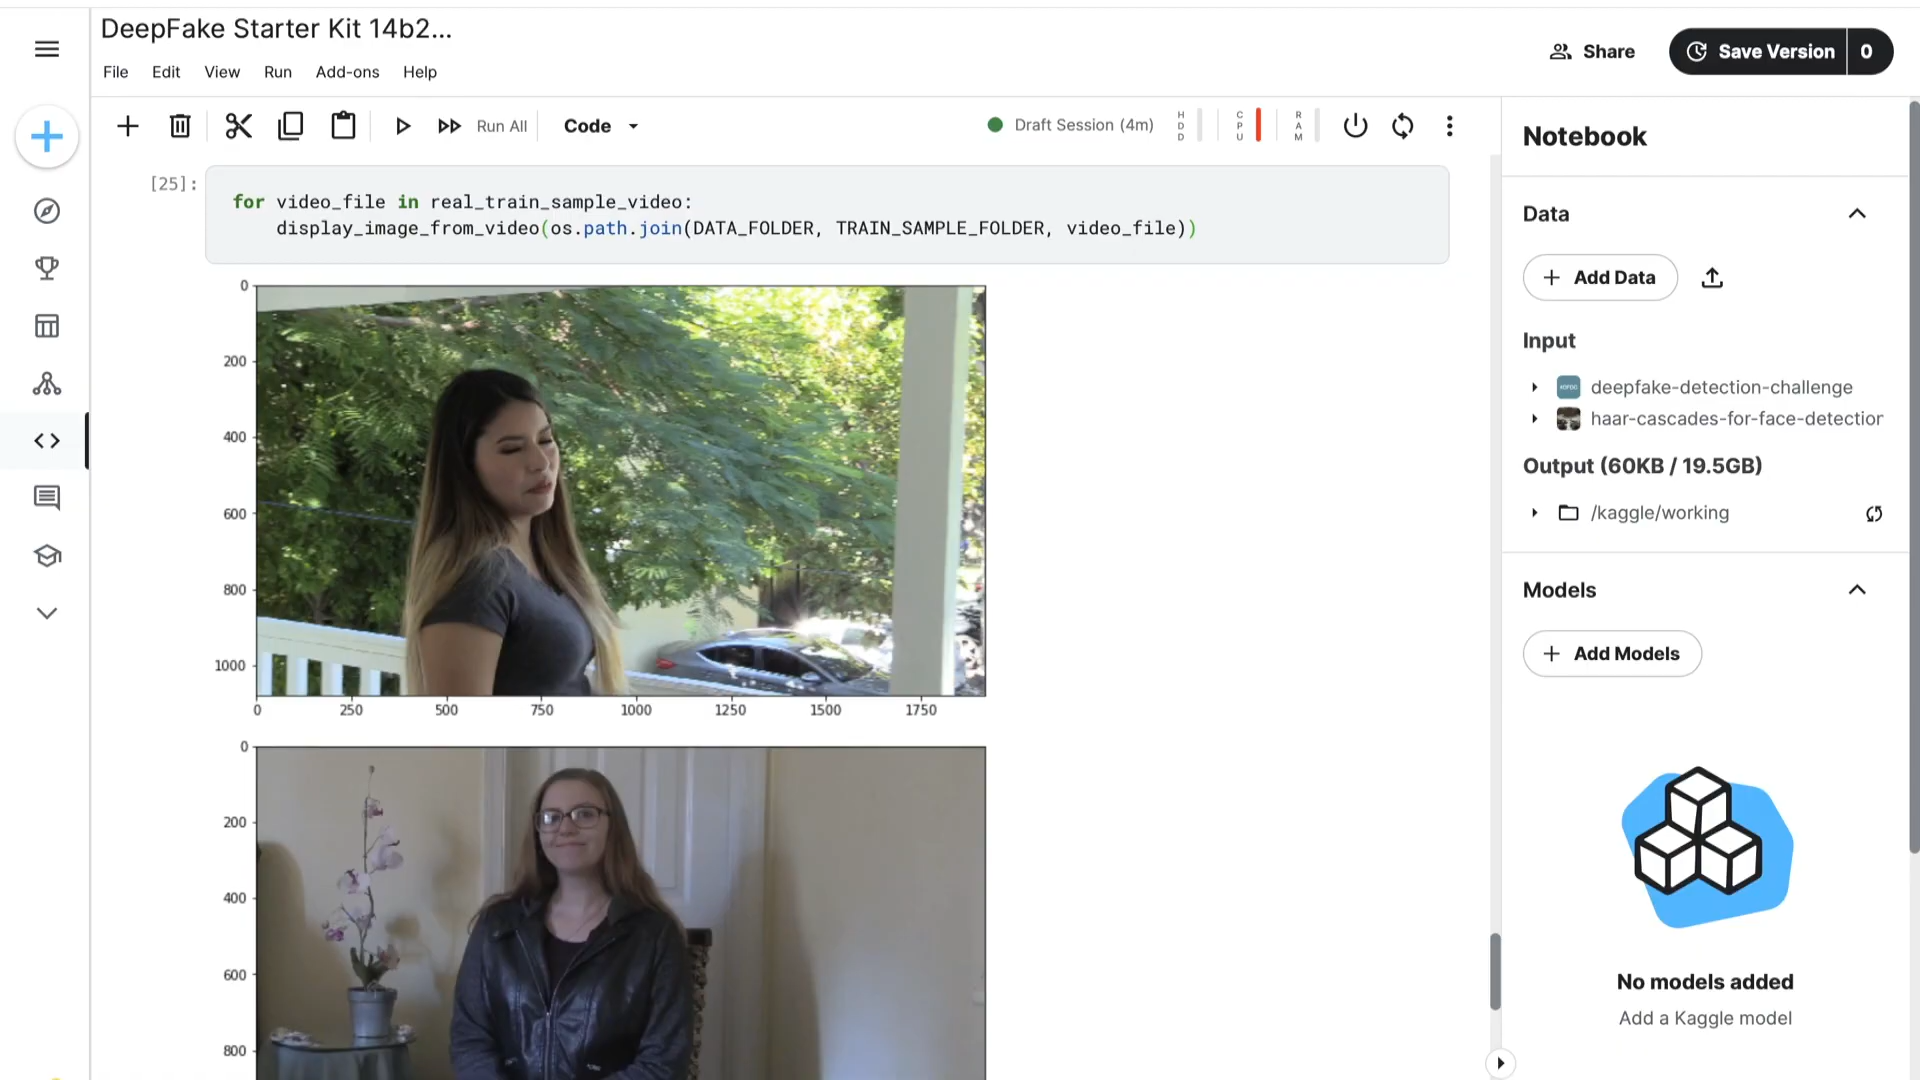 DeepFake Starter Kit 14b2...
File Edit View Run Add-ons Help
Share
Save Version 0
Run All
Code
Draft Session (4m)
HDD
CPU
RAM
[25]:
for video_file in real_train_sample_video:
display_image_from_video(os.path.join(DATA_FOLDER, TRAIN_SAMPLE_FOLDER, video_file))
0
200
400
600
800
1000
0 250 500 750 1000 1250 1500 1750
0
200
400
600
800
Notebook
Data
Add Data
Input
deepfake-detection-challenge
haar-cascades-for-face-detection
Output (60KB / 19.5GB)
/kaggle/working
Models
Add Models
No models added
Add a Kaggle model